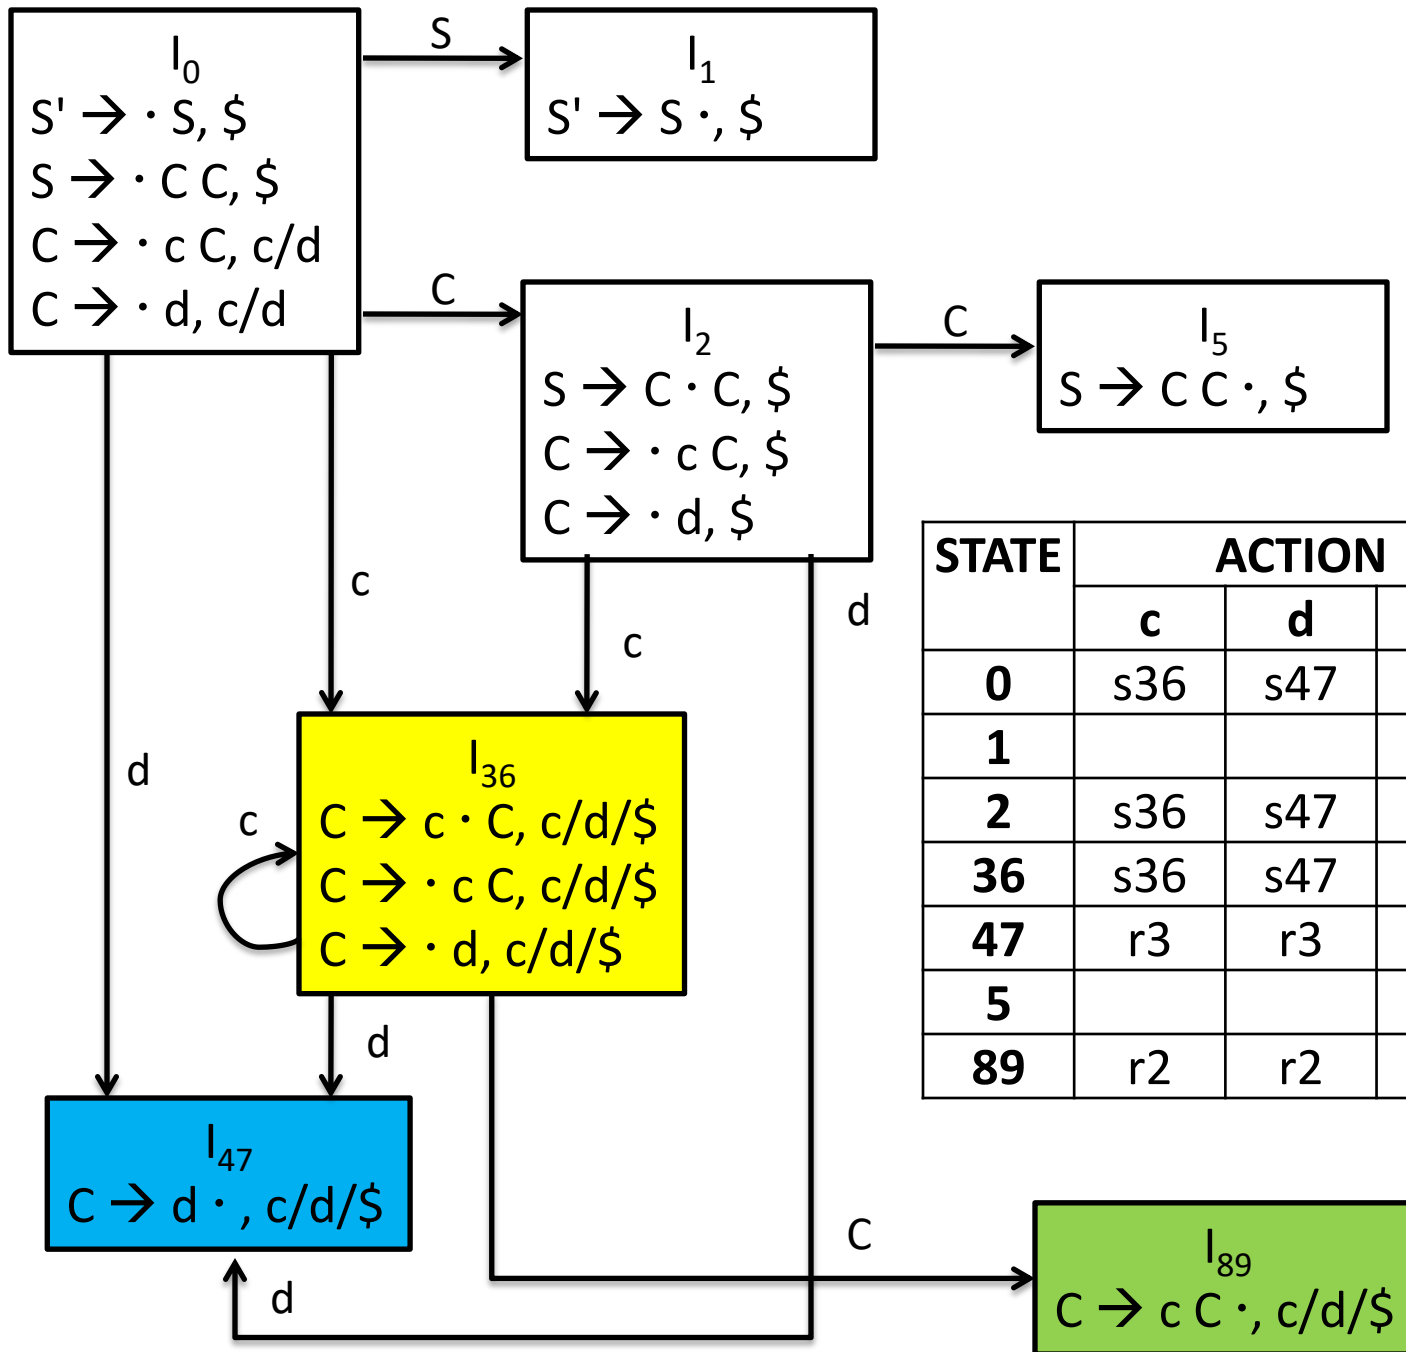 I0
S' → · S, $
S → · C C, $
C → · c C, c/d
C → · d, c/d
S
I1
S' → S ·, $
C
I2
S → C · C, $
C → · c C, $
C → · d, $
C
I5
S → C C ·, $
d
c
c
d
STATE ACTION
c d
0 s36 s47
1
2 s36 s47
36 s36 s47
47 r3 r3
5
89 r2 r2
c
I36
C → c · C, c/d/$
C → · c C, c/d/$
C → · d, c/d/$
d
I47
C → d · , c/d/$
d
C
I89
C → c C ·, c/d/$